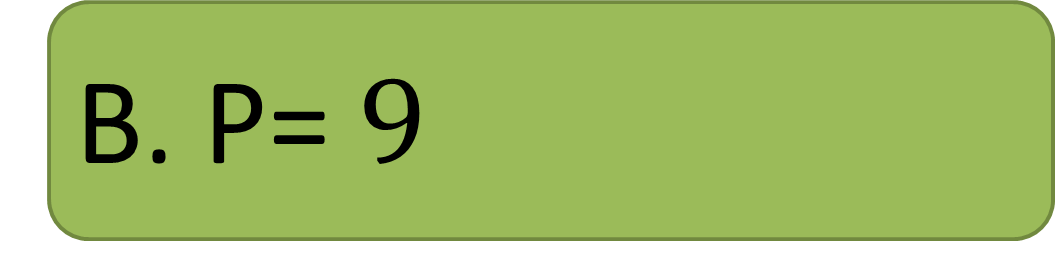 B. P= 9